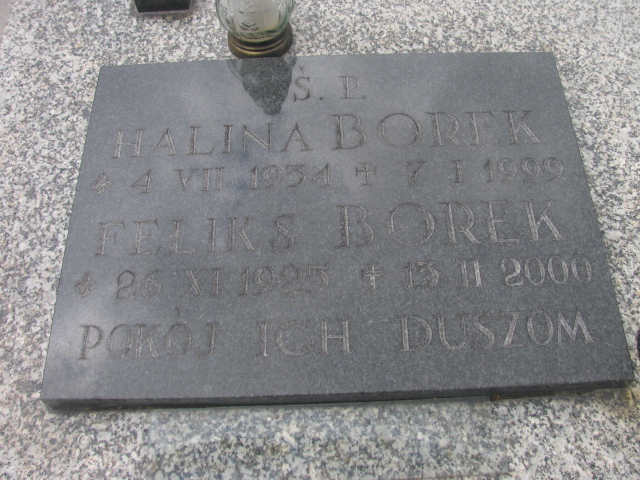 Ś. P.
HALINA BOREK
* 4 VII 1934 + 7 I 1999
FELIKS BOREK
* 26 XI 1925 + 13 II 2000
POKÓJ ICH DUSZOM